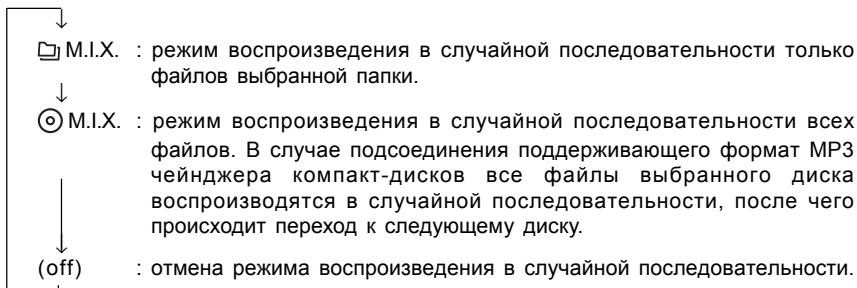 M.I.X. : режим воспроизведения в случайной последовательности только
файлов выбранной папки.
M.I.X. : режим воспроизведения в случайной последовательности всех
файлов. В случае подсоединения поддерживающего формат MP3
чейнджера компакт-дисков все файлы выбранного диска
воспроизводятся в случайной последовательности, после чего
происходит переход к следующему диску.
(off) : отмена режима воспроизведения в случайной последовательности.